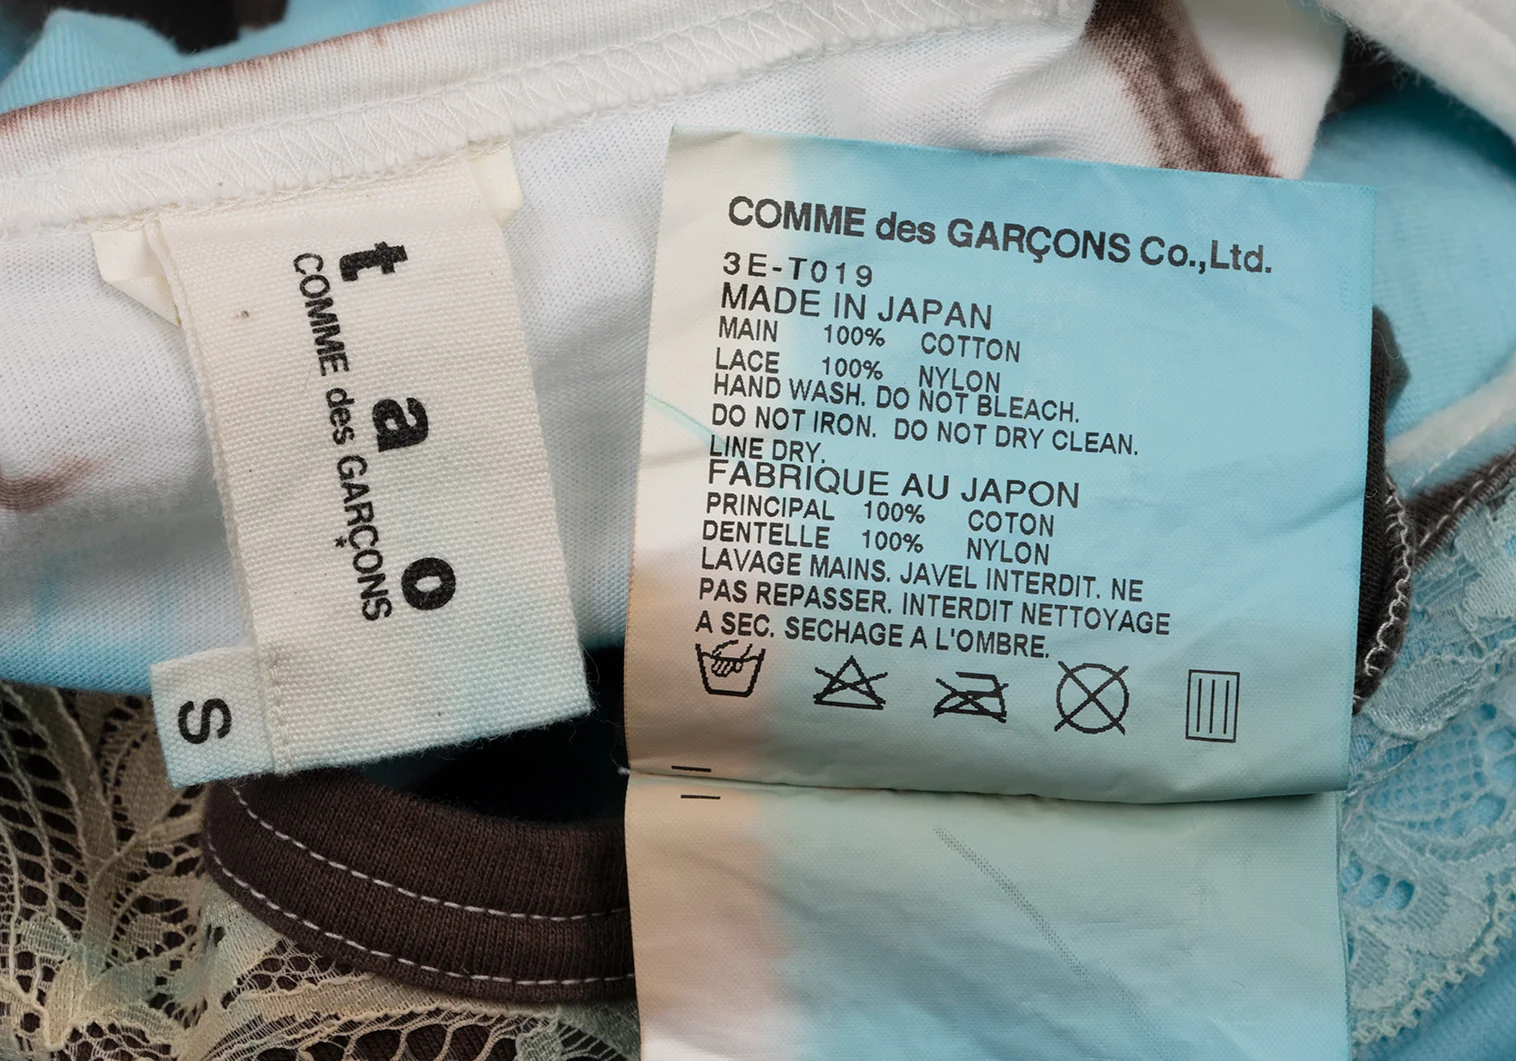 tao
COMME des GARÇONS
*
S
COMME des GARÇONS Co.,Ltd.
3E-T019
MADE IN JAPAN
MAIN 100% COTTON
LACE 100% NYLON
HAND WASH. DO NOT BLEACH.
DO NOT IRON. DO NOT DRY CLEAN.
LINE DRY.
FABRIQUE AU JAPON
PRINCIPAL 100% COTON
DENTELLE 100% NYLON
LAVAGE MAINS. JAVEL INTERDIT. NE
PAS REPASSER. INTERDIT NETTOYAGE
A SEC. SECHAGE A L'OMBRE.